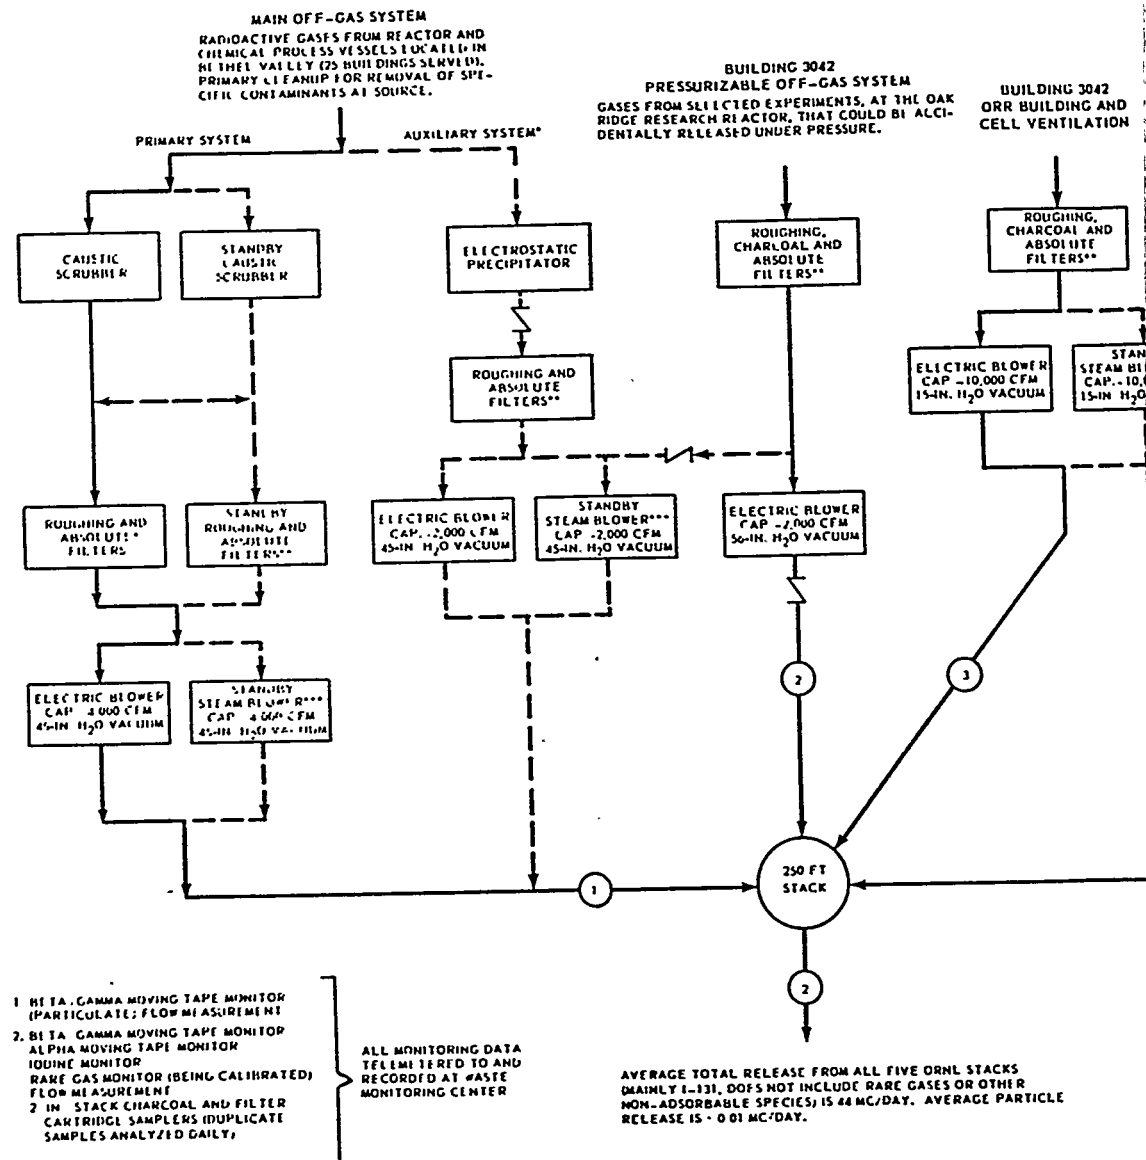 MAIN OFF-GAS SYSTEM
RADIOACTIVE GASES FROM REACTOR AND
CHEMICAL PROCESS VESSELS LOCATED IN
BETHEL VALLEY (25 BUILDINGS SERVED).
PRIMARY CLEANUP FOR REMOVAL OF SPE-
CIFIC CONTAMINANTS AT SOURCE.
BUILDING 3042
PRESSURIZABLE OFF-GAS SYSTEM
GASES FROM SELECTED EXPERIMENTS, AT THE OAK
RIDGE RESEARCH REACTOR, THAT COULD BE ACCI-
DENTALLY RELEASED UNDER PRESSURE.
BUILDING 3042
ORR BUILDING AND
CELL VENTILATION
PRIMARY SYSTEM
AUXILIARY SYSTEM*
CAUSTIC
SCRUBBER
STANDBY
CAUSTIC
SCRUBBER
ELECTROSTATIC
PRECIPITATOR
ROUGHING,
CHARCOAL AND
ABSOLUTE
FILTERS**
ROUGHING,
CHARCOAL AND
ABSOLUTE
FILTERS**
ROUGHING AND
ABSOLUTE
FILTERS**
ELECTRIC BLOWER
CAP. -10,000 CFM
15-IN. H₂O VACUUM
STAN
STEAM BL
CAP. -10,0
15-IN. H₂O
ROUGHING AND
ABSOLUTE*
FILTERS
STANDBY
ROUGHING AND
ABSOLUTE
FILTERS**
ELECTRIC BLOWER
CAP. -2,000 CFM
45-IN. H₂O VACUUM
STANDBY
STEAM BLOWER***
CAP -2,000 CFM
45-IN. H₂O VACUUM
ELECTRIC BLOWER
CAP -2,000 CFM
56-IN. H₂O VACUUM
ELECTRIC BLOWER
CAP -4,000 CFM
45-IN. H₂O VACUUM
STANDBY
STEAM BLOWER***
CAP -4,000 CFM
45-IN. H₂O VACUUM
2
3
250 FT
STACK
1
2
1 BETA-GAMMA MOVING TAPE MONITOR
(PARTICULATE; FLOW MEASUREMENT
2. BETA GAMMA MOVING TAPE MONITOR
ALPHA MOVING TAPE MONITOR
IODINE MONITOR
RARE GAS MONITOR (BEING CALIBRATED)
FLOW MEASUREMENT
2 IN STACK CHARCOAL AND FILTER
CARTRIDGE SAMPLERS (DUPLICATE
SAMPLES ANALYZED DAILY)
ALL MONITORING DATA
TELEMETERED TO AND
RECORDED AT WASTE
MONITORING CENTER
AVERAGE TOTAL RELEASE FROM ALL FIVE ORNL STACKS
(MAINLY I-131, DOES NOT INCLUDE RARE GASES OR OTHER
NON-ADSORBABLE SPECIES) IS 44 MC/DAY. AVERAGE PARTICLE
RELEASE IS - 0 01 MC/DAY.